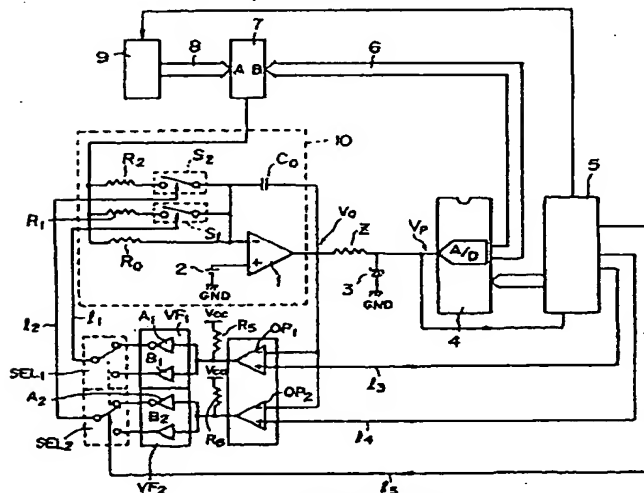 9
8
7
A B
6
10
5
R2
S2
C0
R1
S1
R0
2
GND
1
V0
Z
VP
3
GND
A/D
4
l2
l1
A1
VF1
B1
VCC
R5
OP1
SEL1
A2
B2
VCC
R6
OP2
SEL2
VF2
l3
l4
l5